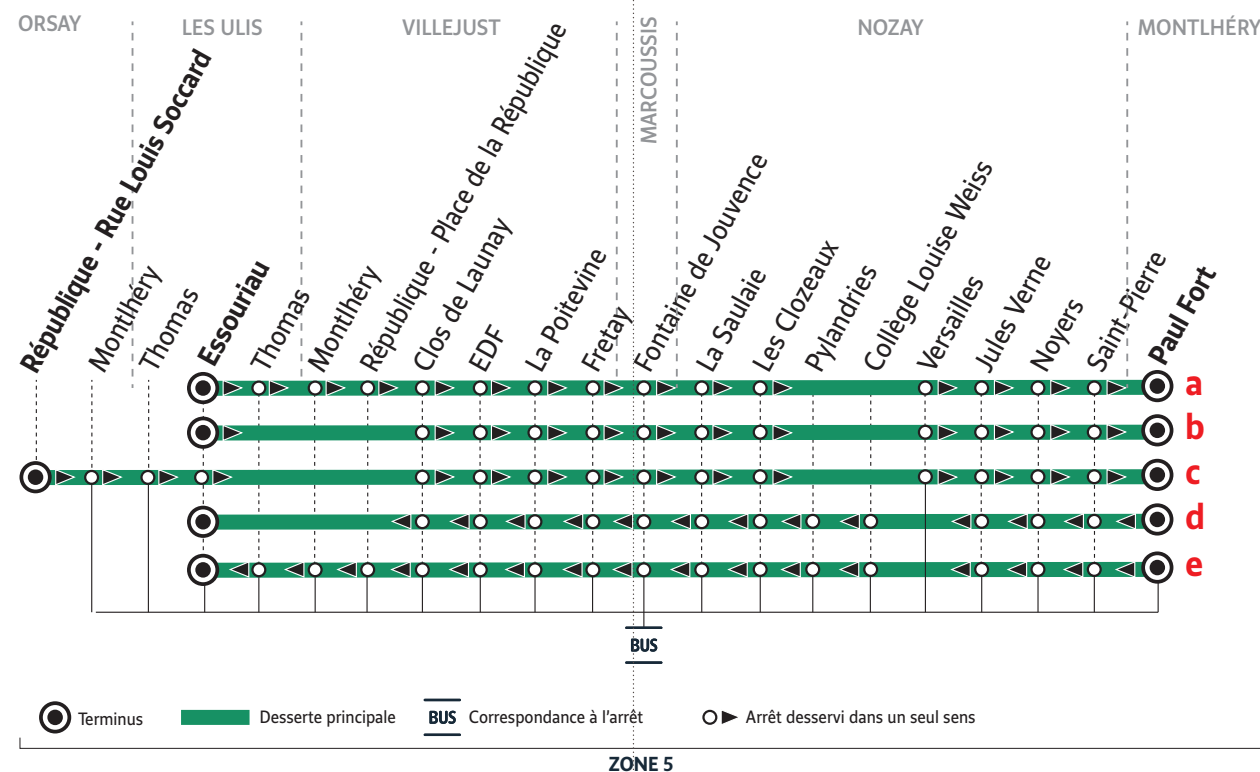 ORSAY
LES ULIS
VILLEJUST
MARCOUSSIS
NOZAY
MONTLHÉRY
République - Rue Louis Soccard
Montlhéry
Thomas
Essouriau
Thomas
Montlhéry
République - Place de la République
Clos de Launay
EDF
La Poitevine
Fretay
Fontaine de Jouvence
La Saulaie
Les Clozeaux
Pylandries
Collège Louise Weiss
Versailles
Jules Verne
Noyers
Saint-Pierre
Paul Fort
a
b
c
d
e
BUS
Terminus
Desserte principale
BUS
Correspondance à l'arrêt
Arrêt desservi dans un seul sens
ZONE 5